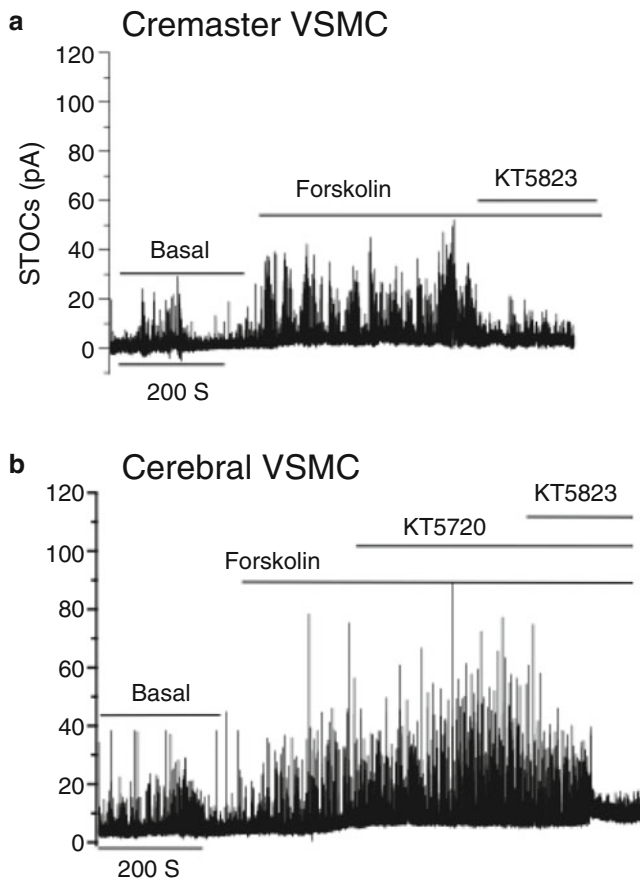 a Cremaster VSMC
120
100
80
60
40
20
0
STOCs (pA)
KT5823
Forskolin
Basal
200 S
b Cerebral VSMC
120
100
80
60
40
20
0
KT5823
KT5720
Forskolin
Basal
200 S